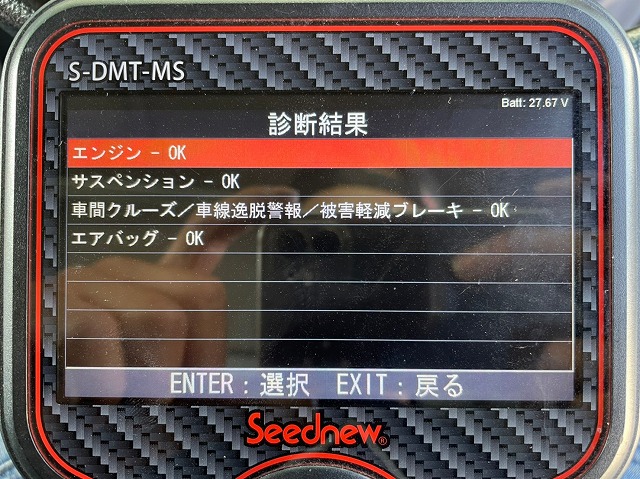 S-DMT-MS
Batt: 27.67 V
診断結果
エンジン - OK
サスペンション - OK
車間クルーズ／車線逸脱警報／被害軽減ブレーキ - OK
エアバッグ - OK
ENTER：選択 EXIT：戻る
Seednew®